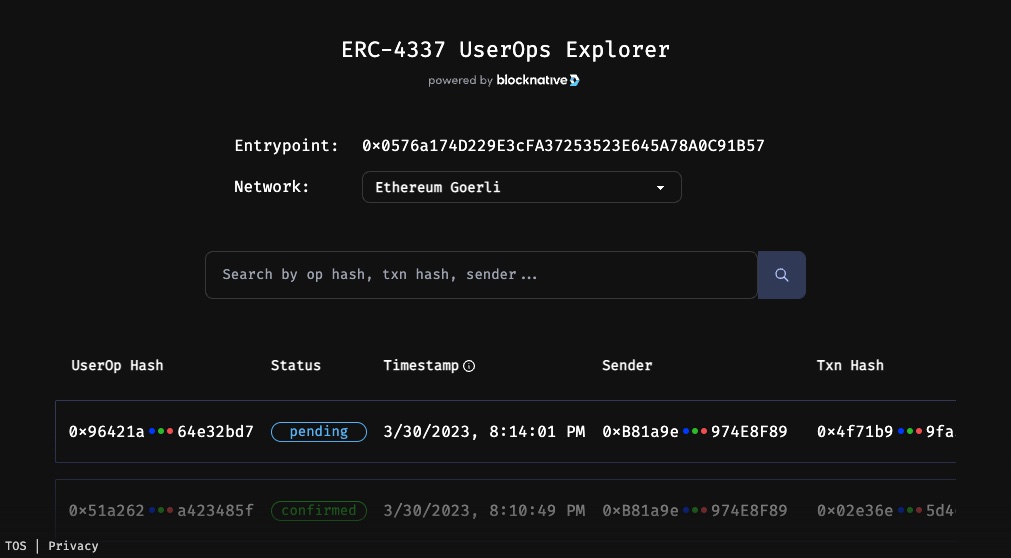 ERC-4337 UserOps Explorer
powered by blocknative
Entrypoint: 0x0576a174D229E3cFA37253523E645A78A0C91B57
Network: Ethereum Goerli
Search by op hash, txn hash, sender...
UserOp Hash Status Timestamp Sender Txn Hash
0x96421a 64e32bd7 pending 3/30/2023, 8:14:01 PM 0xB81a9e 974E8F89 0x4f71b9 9fa
0x51a262 a423485f confirmed 3/30/2023, 8:10:49 PM 0xB81a9e 974E8F89 0x02e36e 5d4
TOS | Privacy